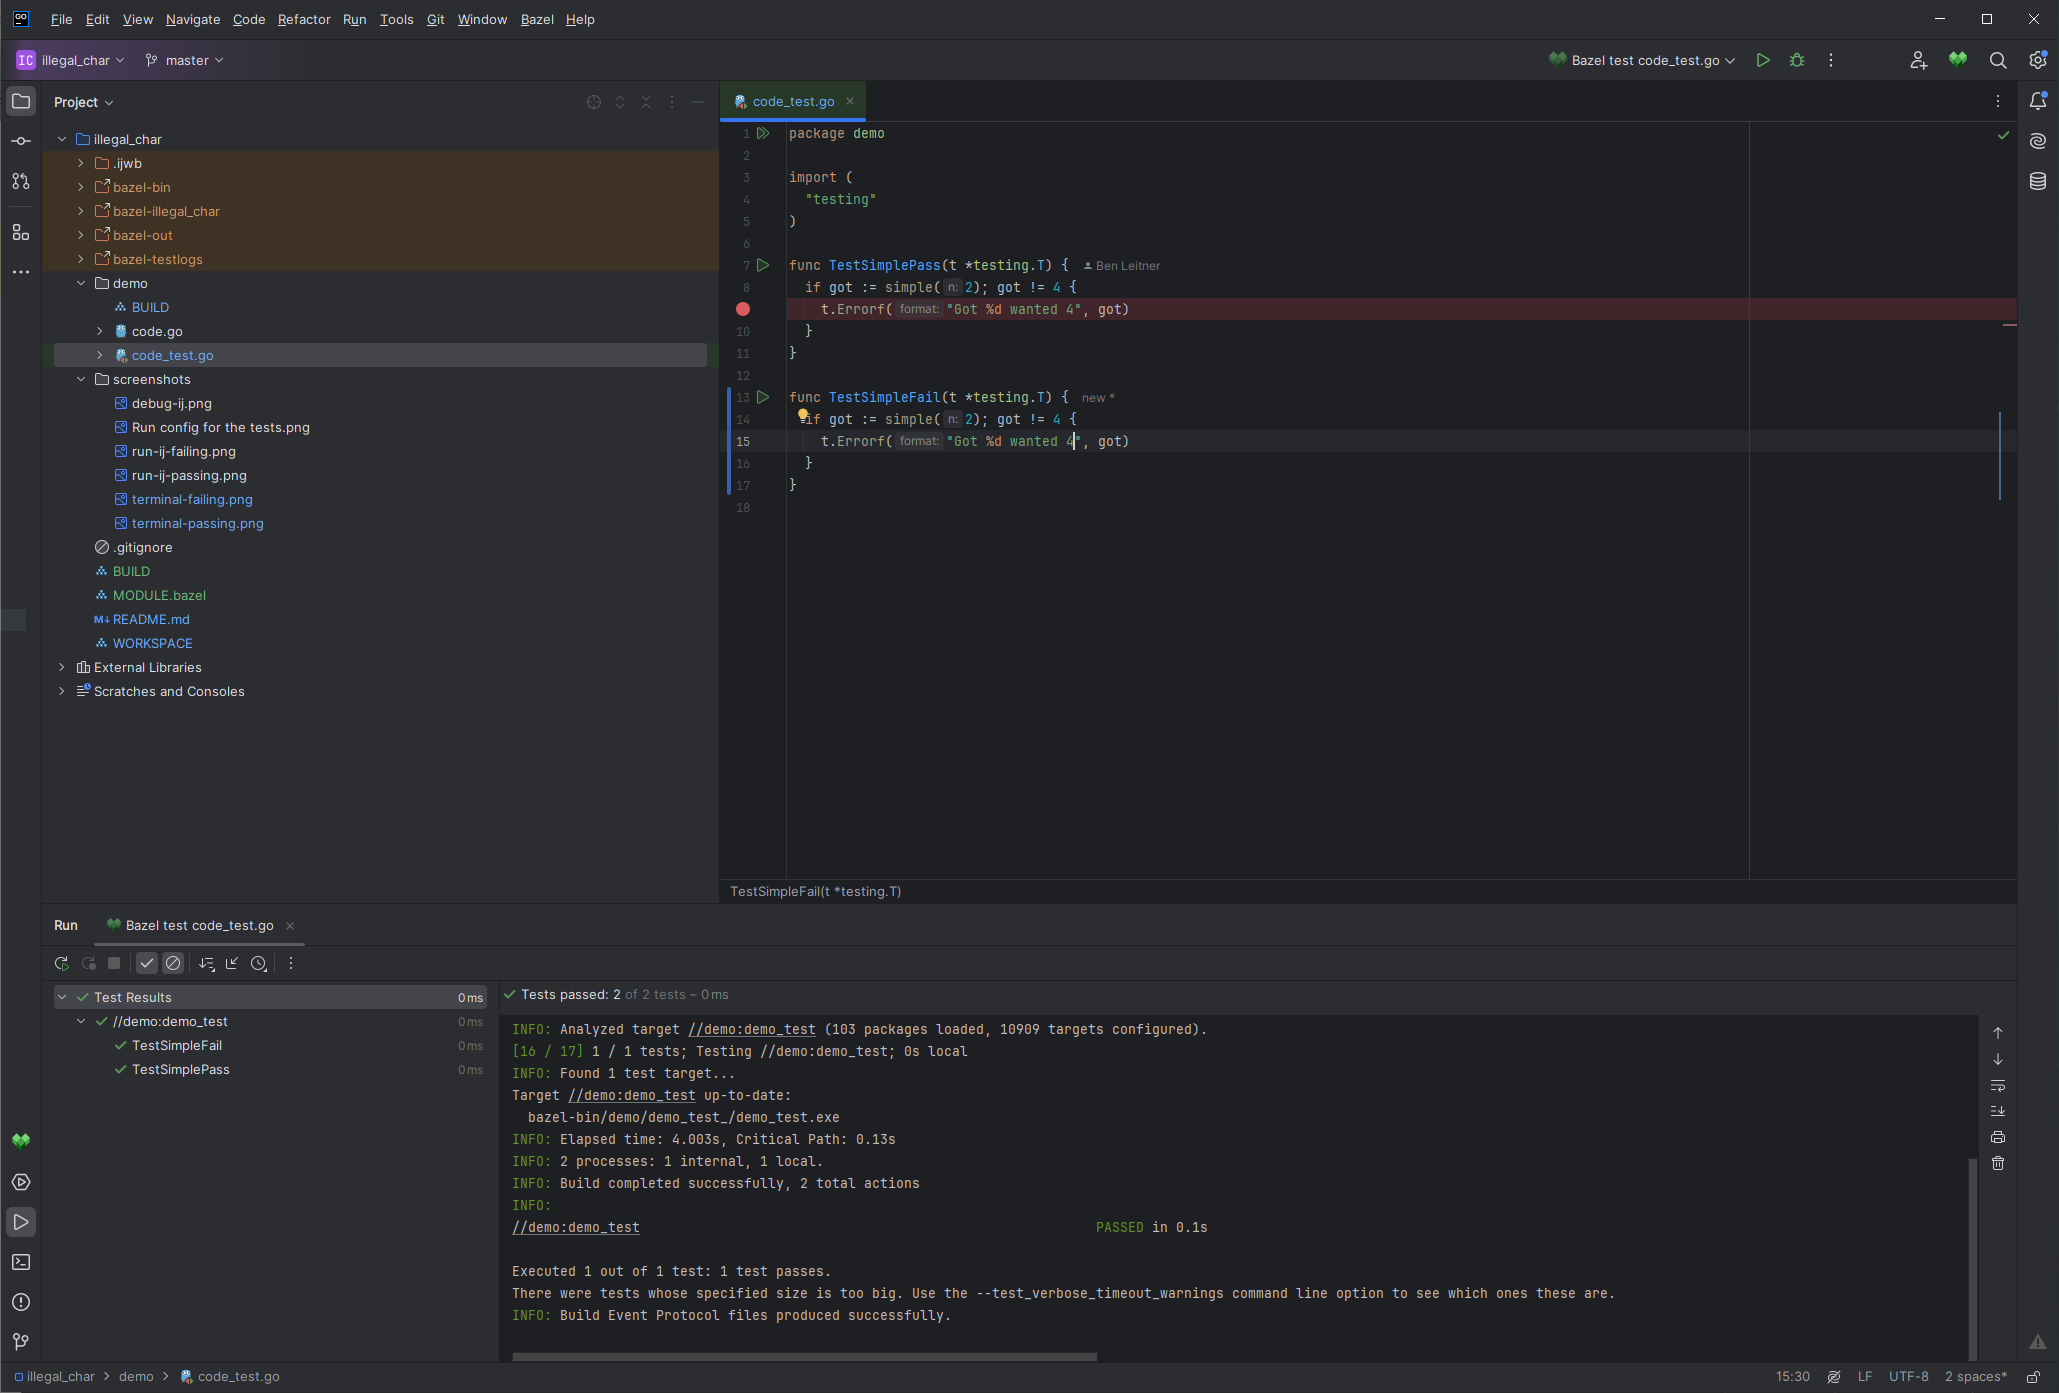 GO
File Edit View Navigate Code Refactor Run Tools Git Window Bazel Help
IC illegal_char master
Bazel test code_test.go
Project
code_test.go
illegal_char
.ijwb
bazel-bin
bazel-illegal_char
bazel-out
bazel-testlogs
demo
BUILD
code.go
code_test.go
screenshots
debug-ij.png
Run config for the tests.png
run-ij-failing.png
run-ij-passing.png
terminal-failing.png
terminal-passing.png
.gitignore
BUILD
MODULE.bazel
M↓ README.md
WORKSPACE
External Libraries
Scratches and Consoles
1 package demo
2
3 import (
4 "testing"
5 )
6
7 func TestSimplePass(t *testing.T) { Ben Leitner
8 if got := simple( n: 2); got != 4 {
t.Errorf( format: "Got %d wanted 4", got)
10 }
11 }
12
13 func TestSimpleFail(t *testing.T) { new *
14 if got := simple( n: 2); got != 4 {
15 t.Errorf( format: "Got %d wanted 4", got)
16 }
17 }
18
TestSimpleFail(t *testing.T)
Run Bazel test code_test.go
Test Results 0 ms
//demo:demo_test 0 ms
TestSimpleFail 0 ms
TestSimplePass 0 ms
Tests passed: 2 of 2 tests – 0 ms
INFO: Analyzed target //demo:demo_test (103 packages loaded, 10909 targets configured).
[16 / 17] 1 / 1 tests; Testing //demo:demo_test; 0s local
INFO: Found 1 test target...
Target //demo:demo_test up-to-date:
bazel-bin/demo/demo_test_/demo_test.exe
INFO: Elapsed time: 4.003s, Critical Path: 0.13s
INFO: 2 processes: 1 internal, 1 local.
INFO: Build completed successfully, 2 total actions
INFO:
//demo:demo_test PASSED in 0.1s
Executed 1 out of 1 test: 1 test passes.
There were tests whose specified size is too big. Use the --test_verbose_timeout_warnings command line option to see which ones these are.
INFO: Build Event Protocol files produced successfully.
illegal_char > demo > code_test.go
15:30 LF UTF-8 2 spaces*